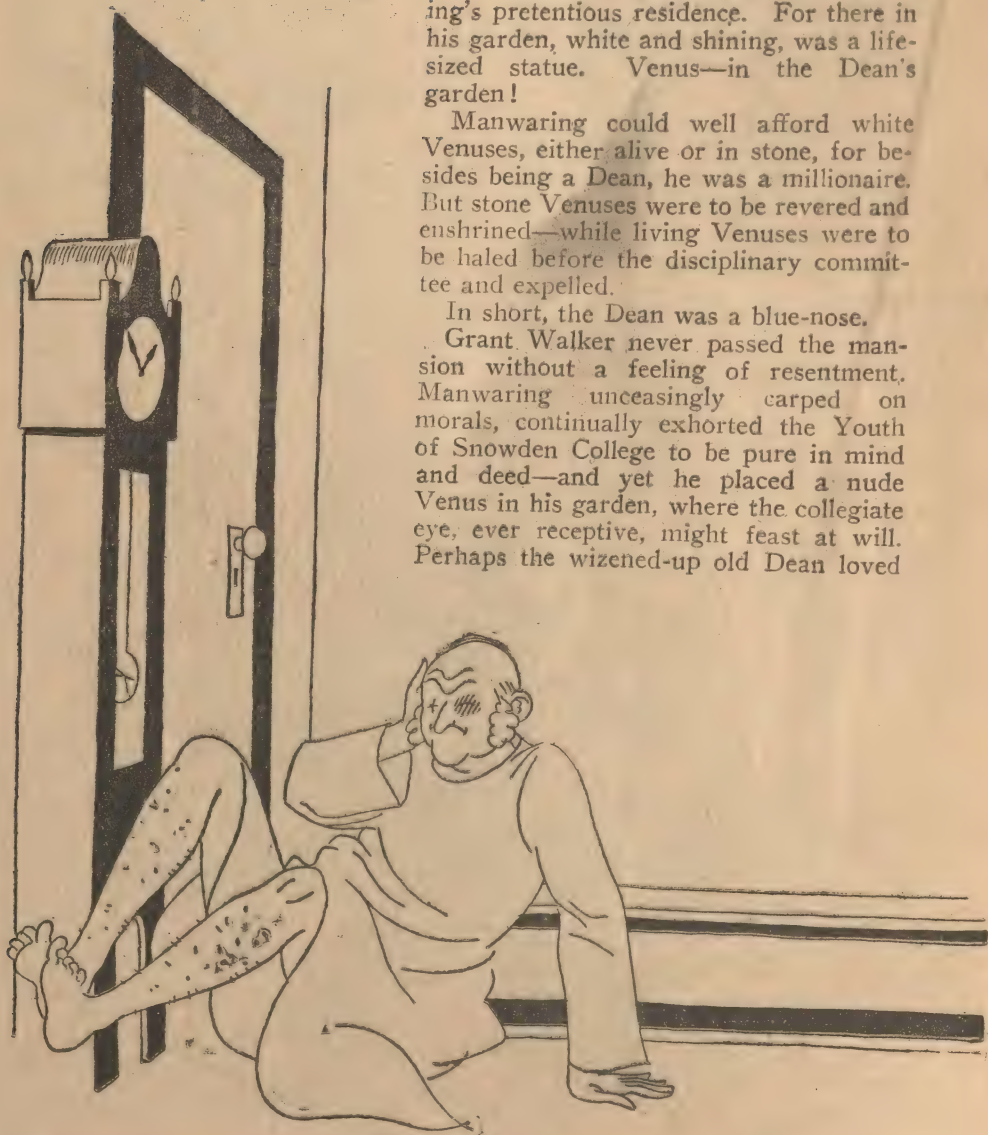 ing's pretentious residence. For there in
his garden, white and shining, was a life-
sized statue. Venus—in the Dean's
garden!
Manwaring could well afford white
Venuses, either alive or in stone, for be-
sides being a Dean, he was a millionaire.
But stone Venuses were to be revered and
enshrined—while living Venuses were to
be haled before the disciplinary commit-
tee and expelled.
In short, the Dean was a blue-nose.
Grant Walker never passed the man-
sion without a feeling of resentment.
Manwaring unceasingly carped on
morals, continually exhorted the Youth
of Snowden College to be pure in mind
and deed—and yet he placed a nude
Venus in his garden, where the collegiate
eye, ever receptive, might feast at will.
Perhaps the wizened-up old Dean loved